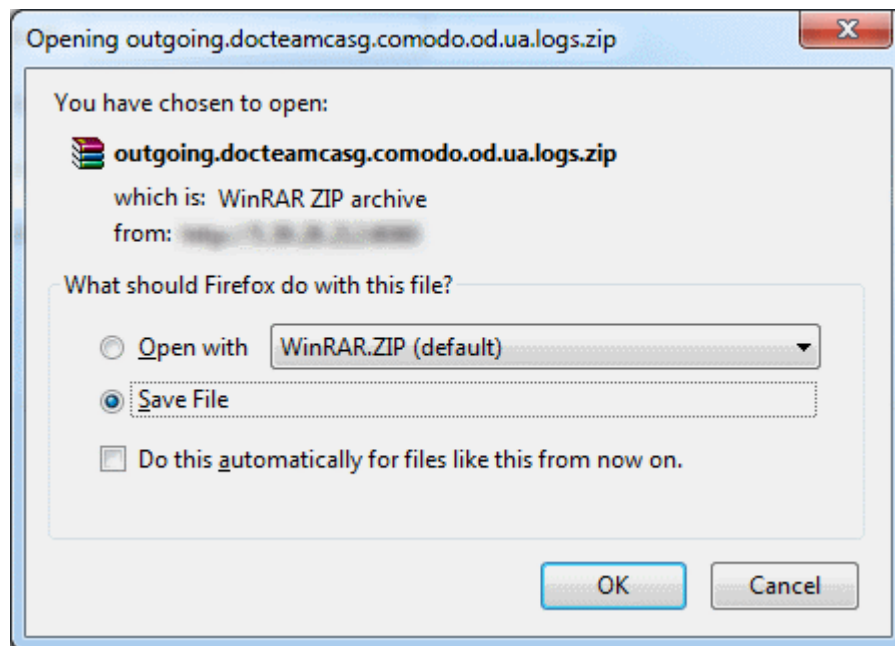 Opening outgoing.docteamcasg.comodo.od.ua.logs.zip
You have chosen to open:
outgoing.docteamcasg.comodo.od.ua.logs.zip
which is: WinRAR ZIP archive
from:
What should Firefox do with this file?
Open with WinRAR.ZIP (default)
Save File
Do this automatically for files like this from now on.
OK Cancel